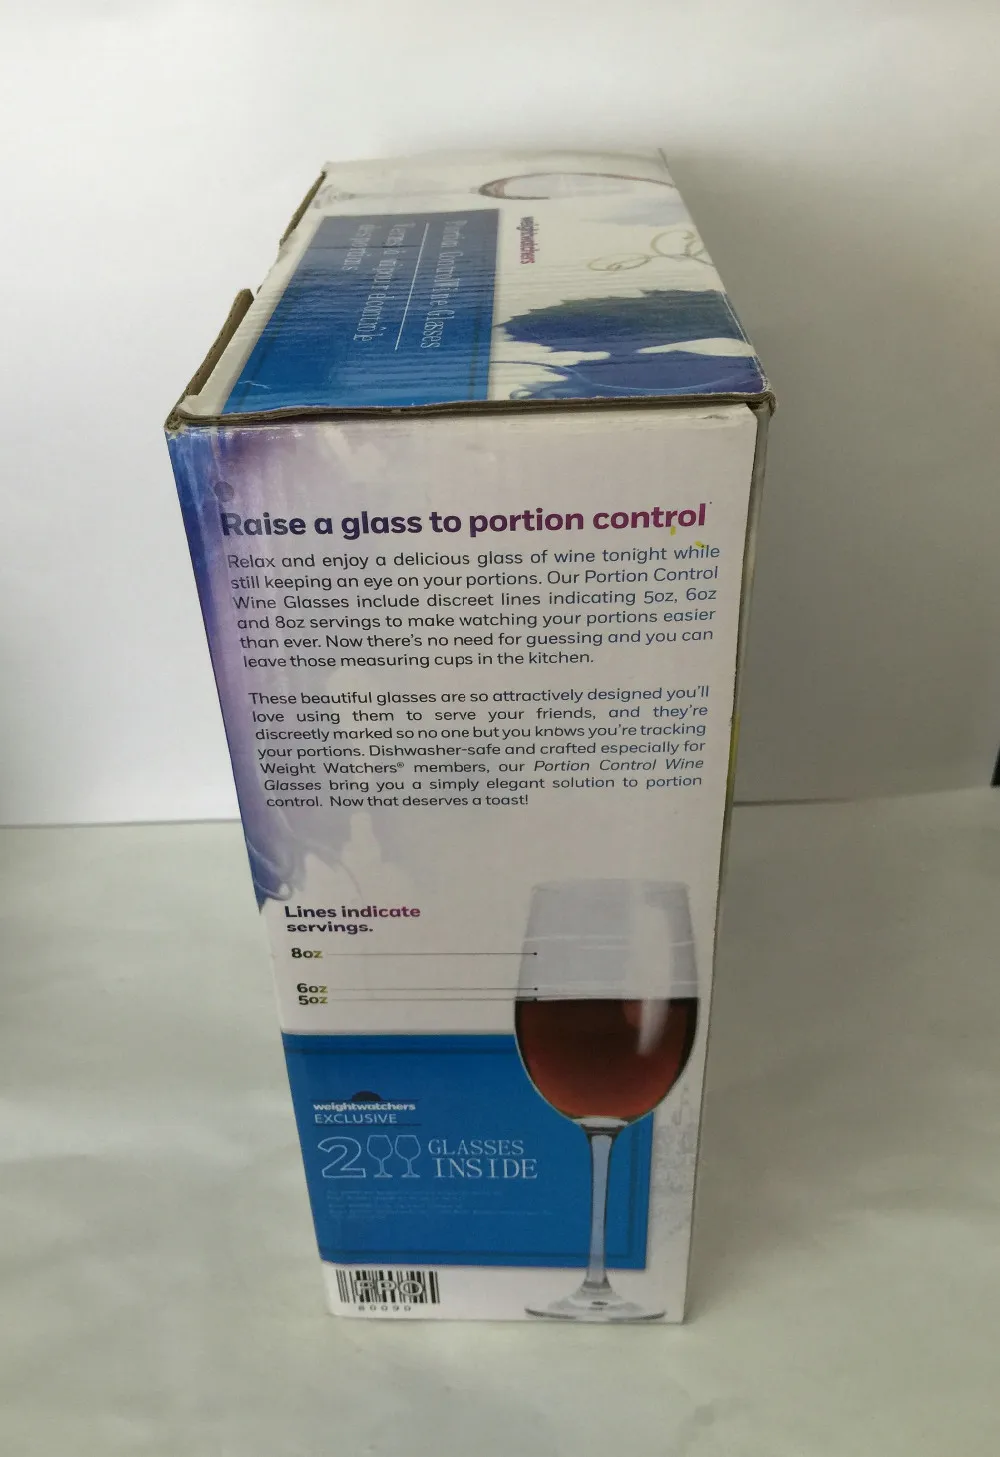 weightwatchers
Raise a glass to portion control
Relax and enjoy a delicious glass of wine tonight while
still keeping an eye on your portions. Our Portion Control
Wine Glasses include discreet lines indicating 5oz, 6oz
and 8oz servings to make watching your portions easier
than ever. Now there's no need for guessing and you can
leave those measuring cups in the kitchen.
These beautiful glasses are so attractively designed you'll
love using them to serve your friends, and they're
discreetly marked so no one but you knows you're tracking
your portions. Dishwasher-safe and crafted especially for
Weight Watchers® members, our Portion Control Wine
Glasses bring you a simply elegant solution to portion
control. Now that deserves a toast!
Lines indicate
servings.
8oz
6oz
5oz
weightwatchers
EXCLUSIVE
2 GLASSES
INSIDE
FPO
80090